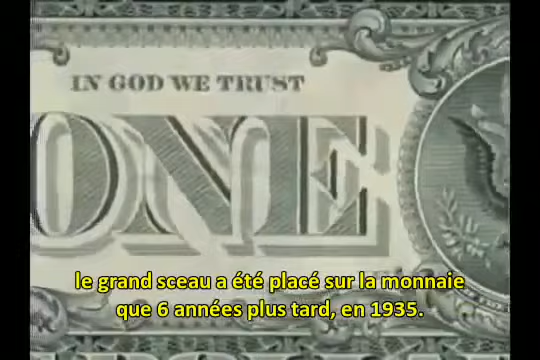 IN GOD WE TRUST
ONE
le grand sceau a été placé sur la monnaie
que 6 années plus tard, en 1935.